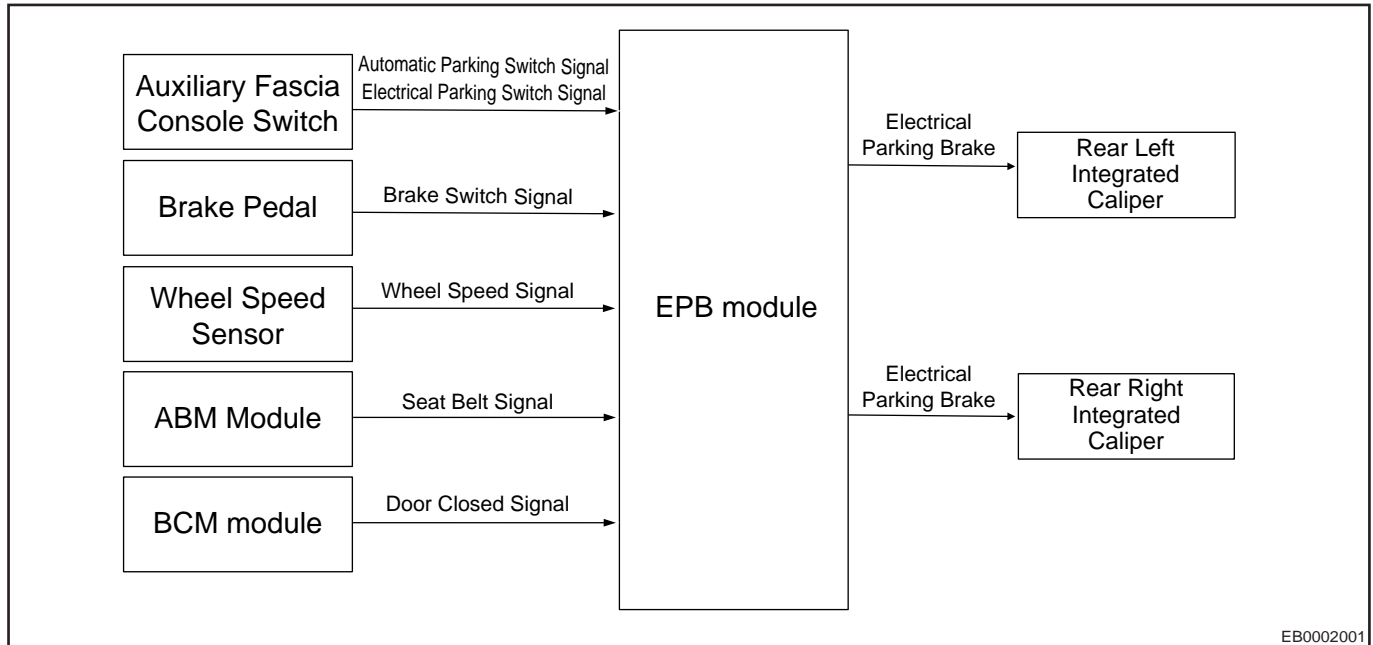 Auxiliary Fascia
Console Switch
Automatic Parking Switch Signal
Electrical Parking Switch Signal
Brake Pedal
Brake Switch Signal
Wheel Speed
Sensor
Wheel Speed Signal
ABM Module
Seat Belt Signal
BCM module
Door Closed Signal
EPB module
Electrical
Parking Brake
Rear Left
Integrated
Caliper
Electrical
Parking Brake
Rear Right
Integrated
Caliper
EB0002001